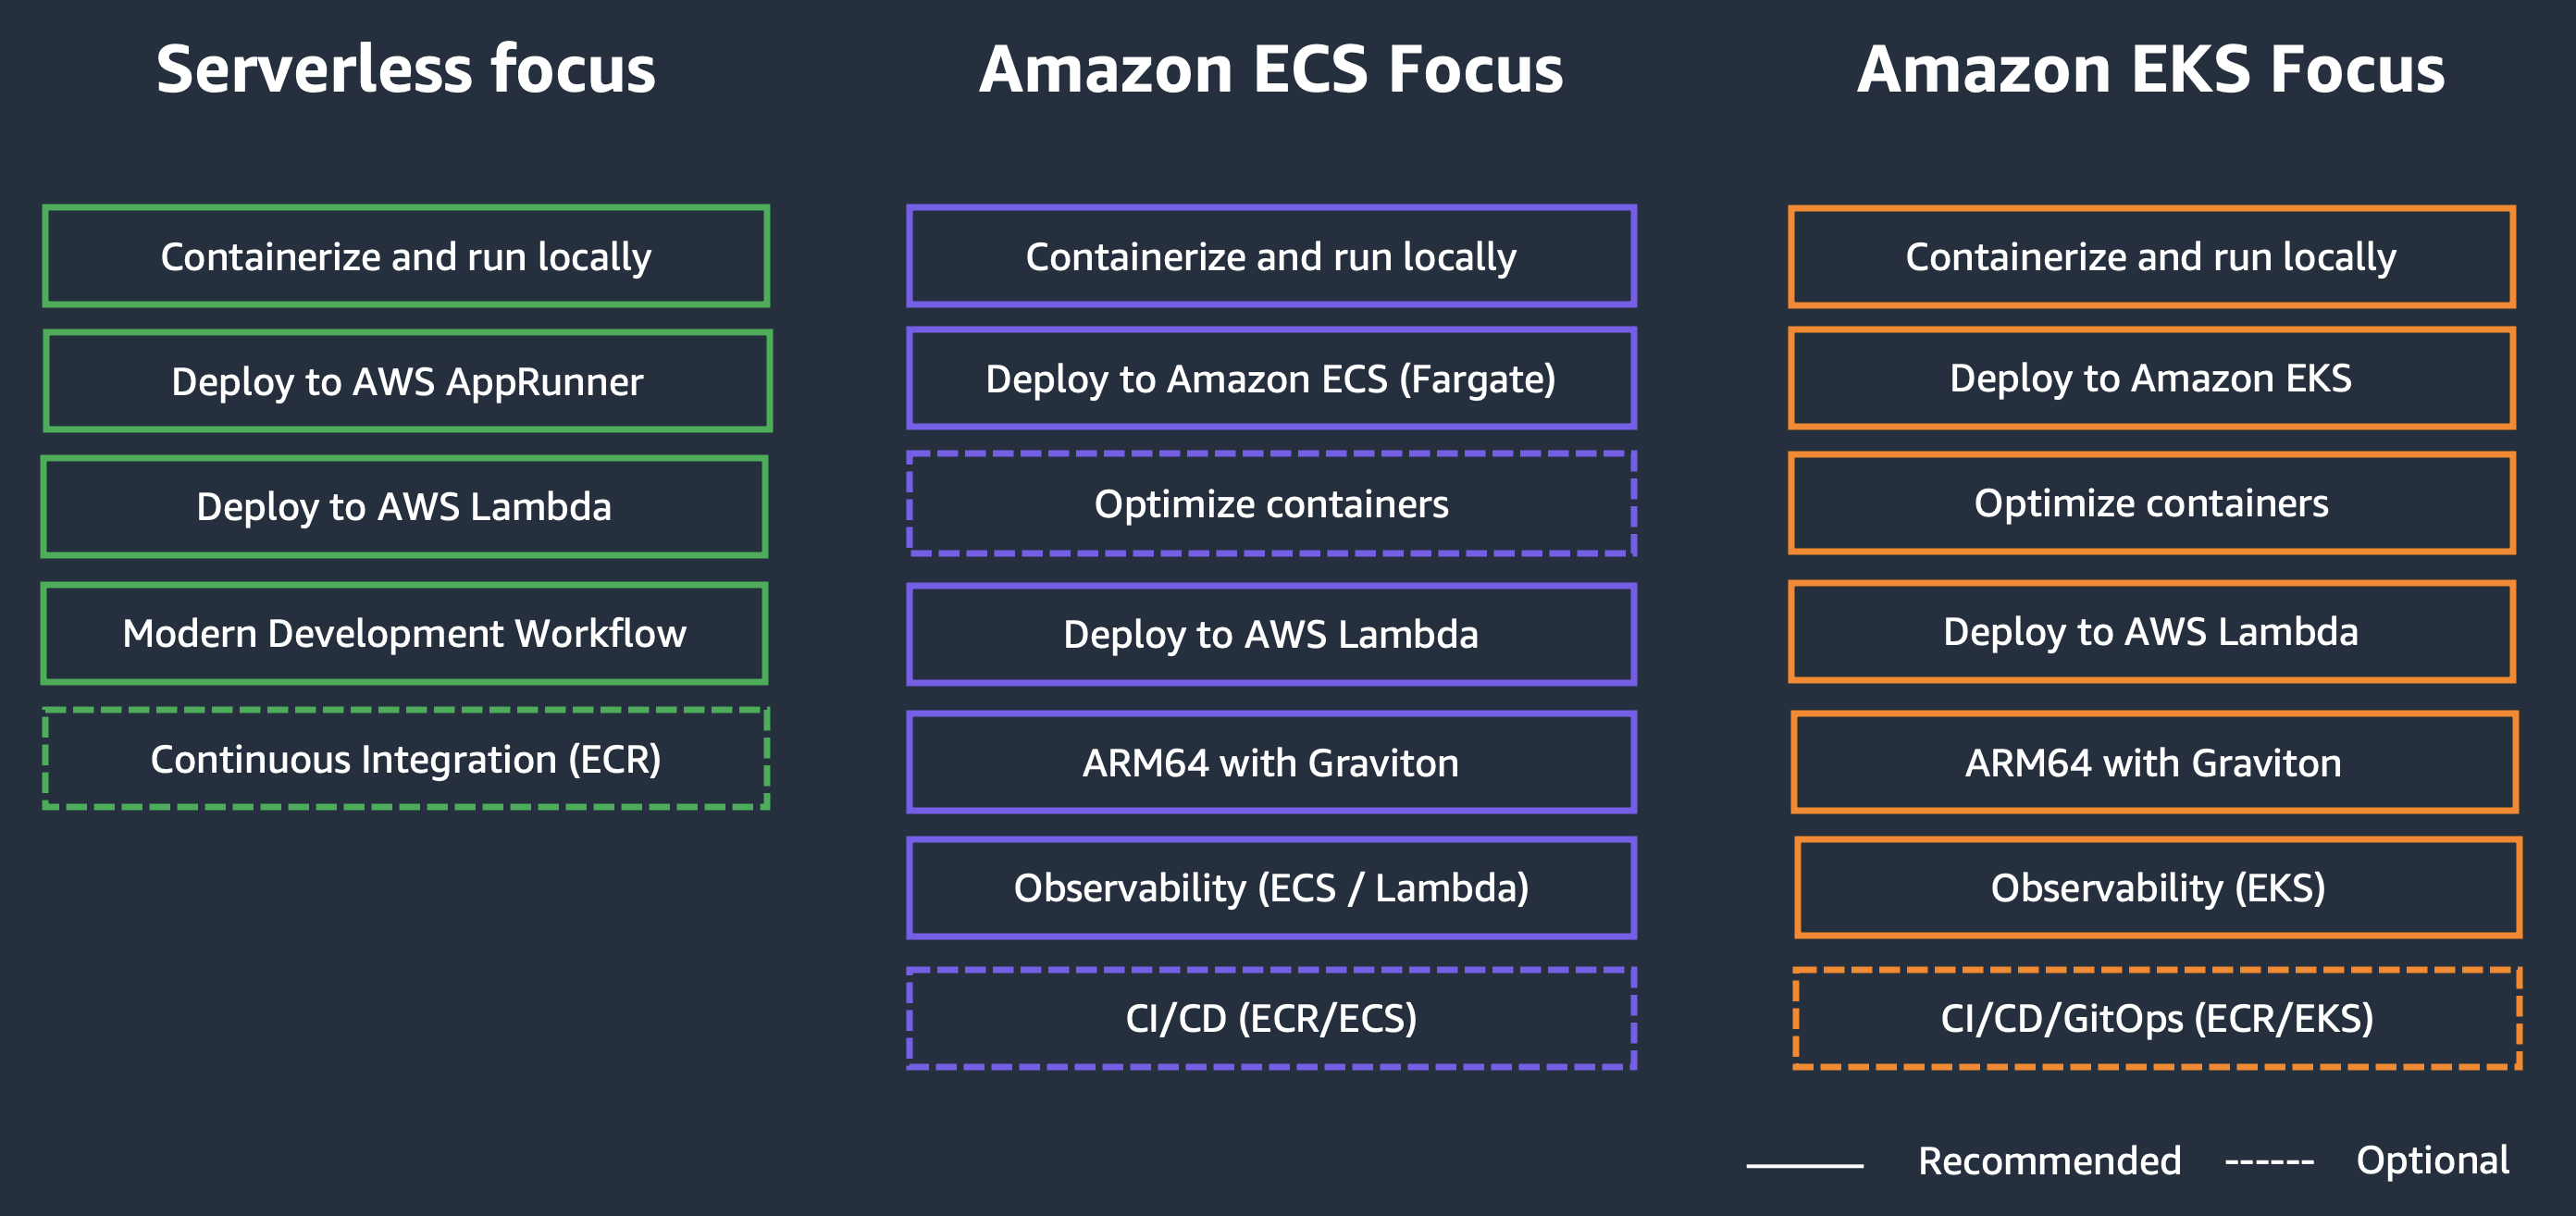 Serverless focus
Containerize and run locally
Deploy to AWS AppRunner
Deploy to AWS Lambda
Modern Development Workflow
Continuous Integration (ECR)
Amazon ECS Focus
Containerize and run locally
Deploy to Amazon ECS (Fargate)
Optimize containers
Deploy to AWS Lambda
ARM64 with Graviton
Observability (ECS / Lambda)
CI/CD (ECR/ECS)
Amazon EKS Focus
Containerize and run locally
Deploy to Amazon EKS
Optimize containers
Deploy to AWS Lambda
ARM64 with Graviton
Observability (EKS)
CI/CD/GitOps (ECR/EKS)
Recommended
Optional